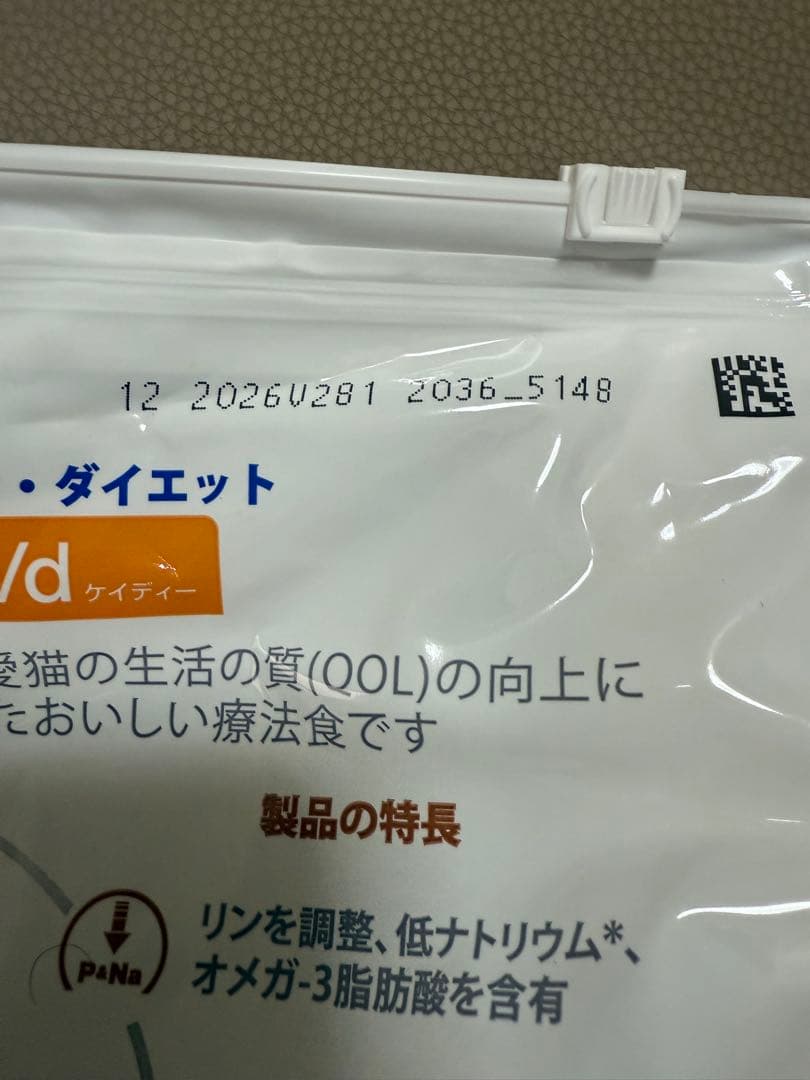 12 2026V281 2036_5148
・ダイエット
/d ケイディー
愛猫の生活の質(QOL)の向上に
たおいしい療法食です
製品の特長
P&Na
リンを調整、低ナトリウム*、
オメガ-3脂肪酸を含有